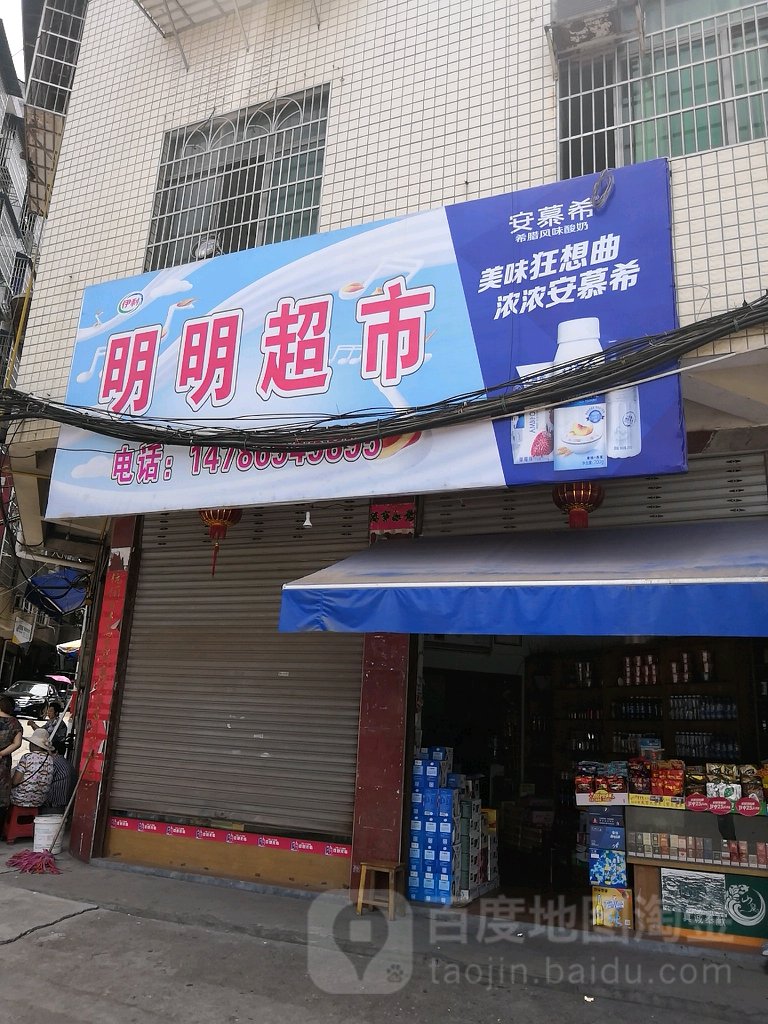 伊利
明明超市
电话：
安慕希
希腊风味酸奶
美味狂想曲
浓浓安慕希
百度地图淘金
taojin.baidu.com